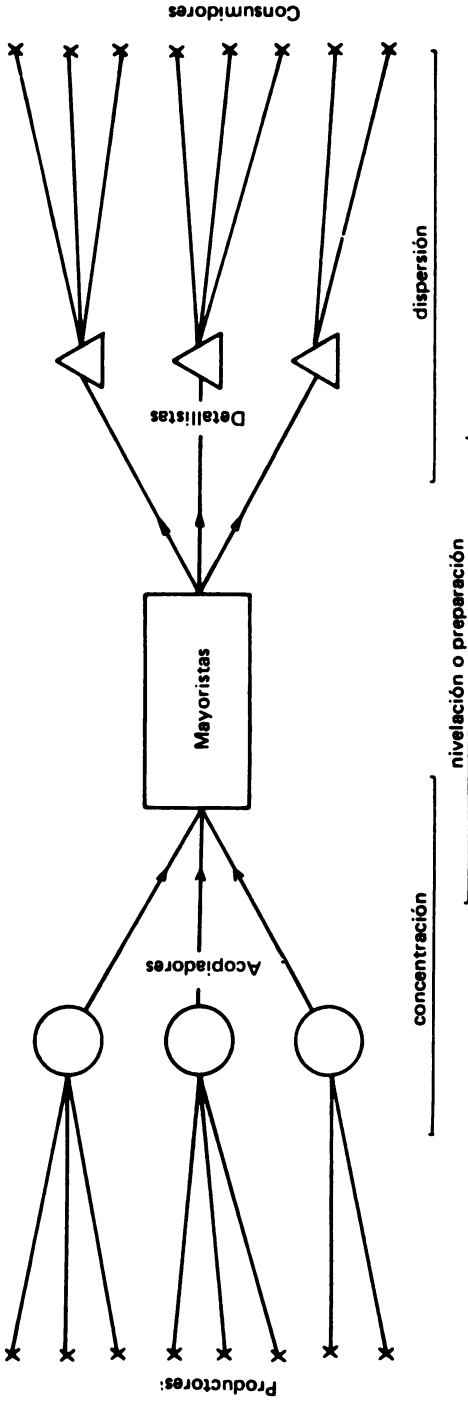 Productores:
Acopiadores
Mayoristas
Detallistas
Consumidores
concentración
nivelación o preparación
dispersión